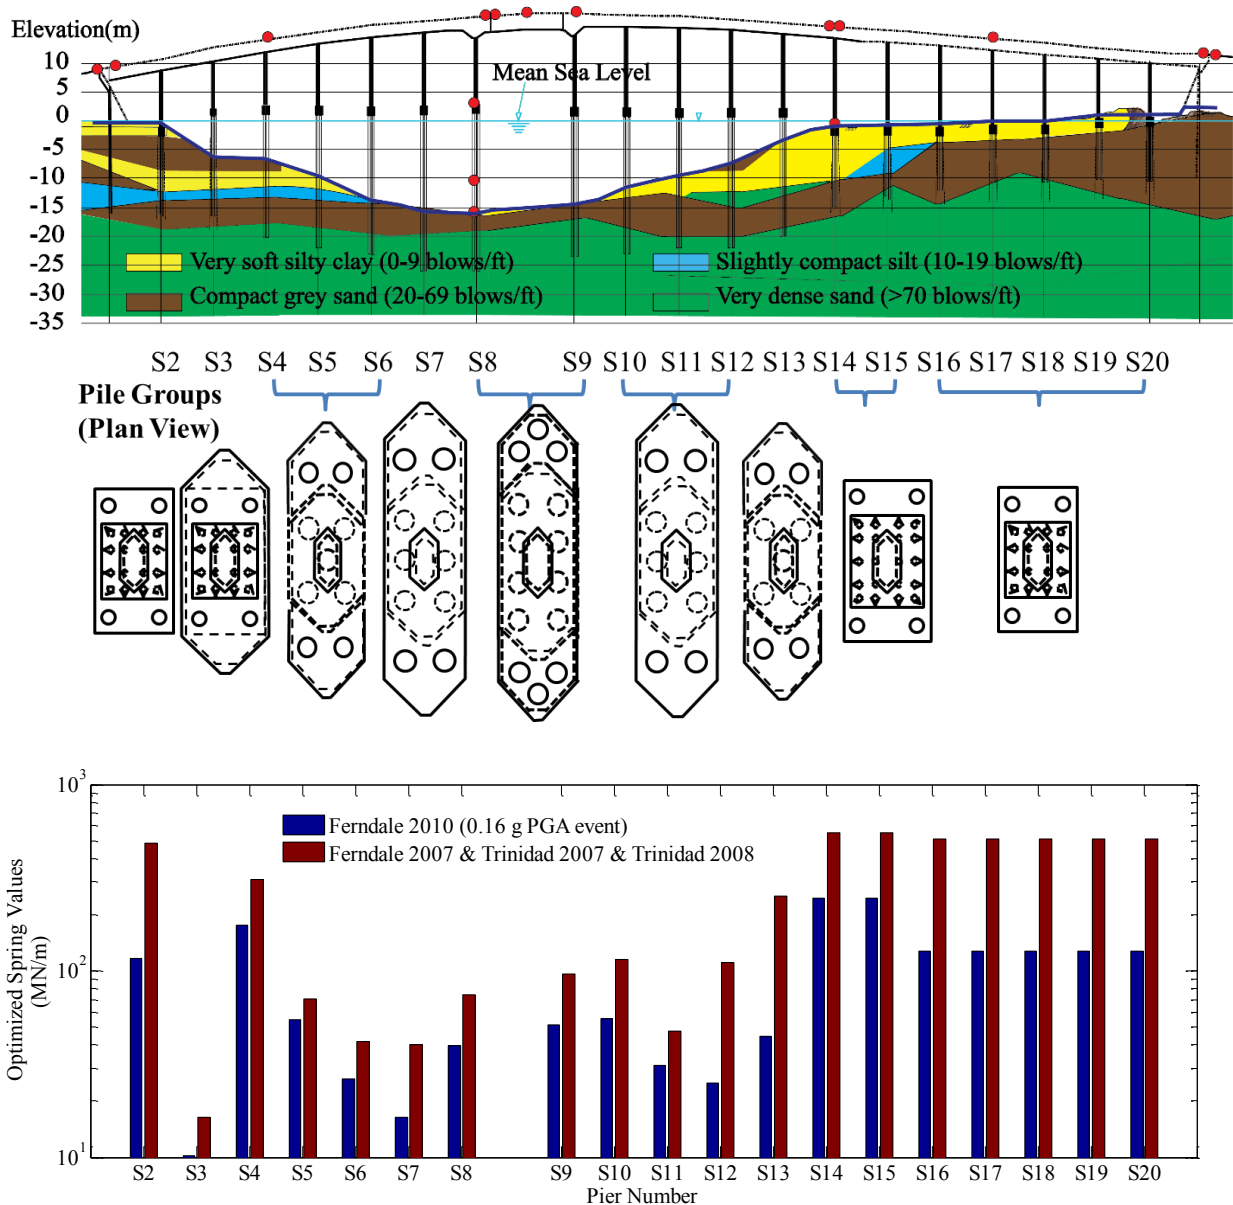 Elevation(m)
10
5
0
-5
-10
-15
-20
-25
-30
-35
Mean Sea Level
Very soft silty clay (0-9 blows/ft)
Slightly compact silt (10-19 blows/ft)
Compact grey sand (20-69 blows/ft)
Very dense sand (>70 blows/ft)
S2 S3 S4 S5 S6 S7 S8 S9 S10 S11 S12 S13 S14 S15 S16 S17 S18 S19 S20
Pile Groups
(Plan View)
10³
10²
10¹
Optimized Spring Values
(MN/m)
Ferndale 2010 (0.16 g PGA event)
Ferndale 2007 & Trinidad 2007 & Trinidad 2008
S2 S3 S4 S5 S6 S7 S8 S9 S10 S11 S12 S13 S14 S15 S16 S17 S18 S19 S20
Pier Number